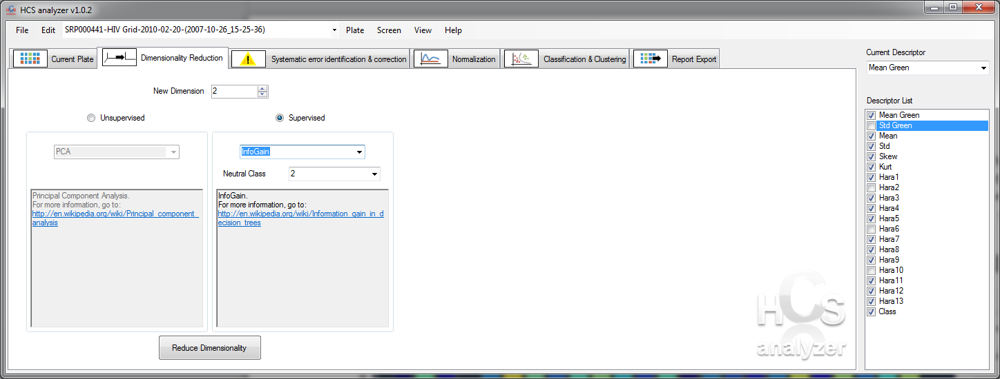 HCS analyzer v1.0.2
File Edit SRP000441-HIV Grid-2010-02-20-(2007-10-26_15-25-36) Plate Screen View Help
Current Plate Dimensionality Reduction Systematic error identification & correction Normalization Classification & Clustering Report Export
New Dimension 2
Unsupervised Supervised
PCA
InfoGain
Neutral Class 2
Principal Component Analysis.
For more information, go to:
http://en.wikipedia.org/wiki/Principal_component_
analysis
InfoGain.
For more information, go to:
http://en.wikipedia.org/wiki/Information_gain_in_d
ecision_trees
Reduce Dimensionality
HCS
analyzer
Current Descriptor
Mean Green
Descriptor List
Mean Green
Std Green
Mean
Std
Skew
Kurt
Hara1
Hara2
Hara3
Hara4
Hara5
Hara6
Hara7
Hara8
Hara9
Hara10
Hara11
Hara12
Hara13
Class